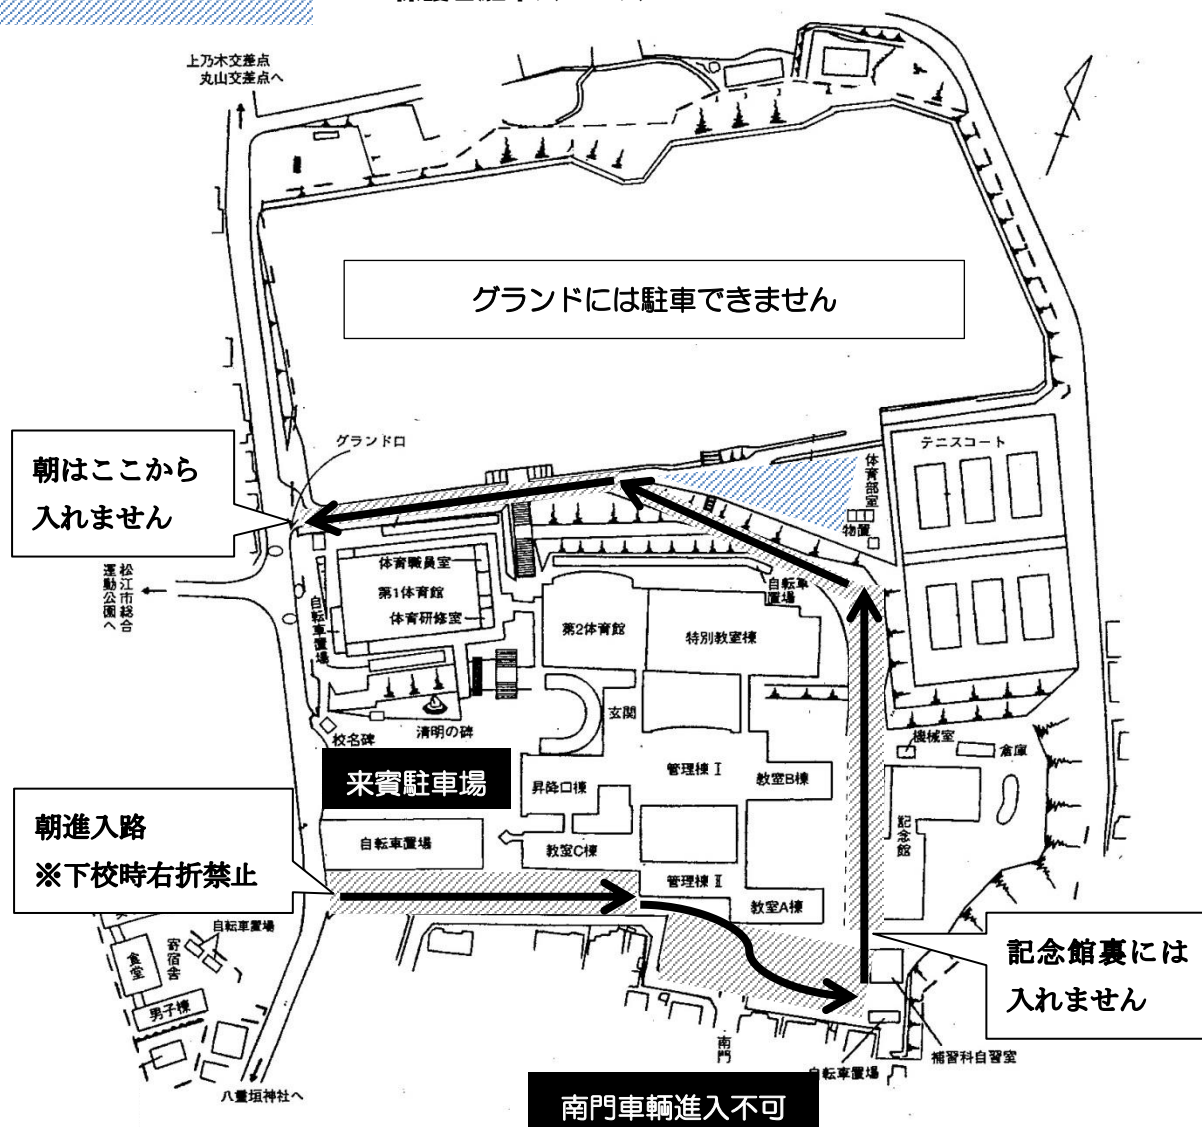 上乃木交差点
丸山交差点へ
グランドには駐車できません
グランド口
テニスコート
体育部室
物置
朝はここから
入れません
松江市総合
運動公園へ
自転車置場
体育職員室
第1体育館
体育研修室
自転車
置場
第2体育館
特別教室棟
玄関
校名碑
清明の碑
機械室
倉庫
来賓駐車場
昇降口棟
管理棟Ⅰ
教室B棟
朝進入路
※下校時右折禁止
自転車置場
教室C棟
記念館
管理棟Ⅱ
教室A棟
自転車置場
食堂
寄宿舎
男子棟
記念館裏には
入れません
南門
補習科自習室
自転車置場
八重垣神社へ
南門車輌進入不可